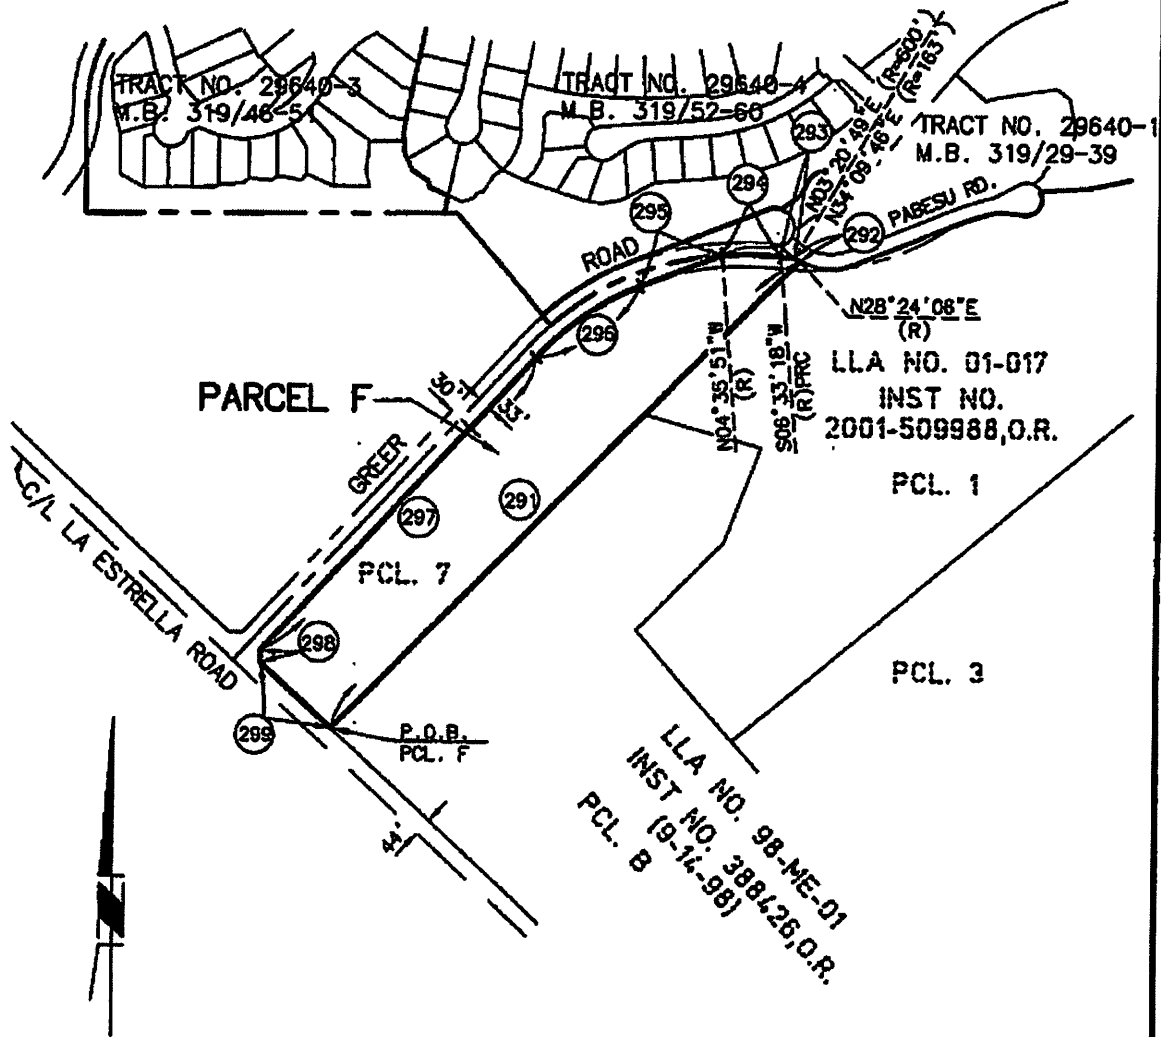 TRACT NO. 29640-3
M.B. 319/46-51
TRACT NO. 29640-4
M.B. 319/52-60
N03°20'49"E (R=600')
N34°09'46"E (R=163')
TRACT NO. 29640-1
M.B. 319/29-39
293
294
295
292
PABESU RD.
ROAD
N28°24'08"E
(R)
296
N04°35'51"W
(R)
S06°33'18"W
(R)PRC
LLA NO. 01-017
INST NO.
2001-509988,O.R.
PARCEL F
30'
33'
GREER
PCL. 1
291
297
C/L LA ESTRELLA ROAD
PCL. 7
298
PCL. 3
299
P.O.B.
PCL. F
LLA NO. 98-ME-01
INST NO. 388426,O.R.
(9-14-98)
PCL. B
44'
N